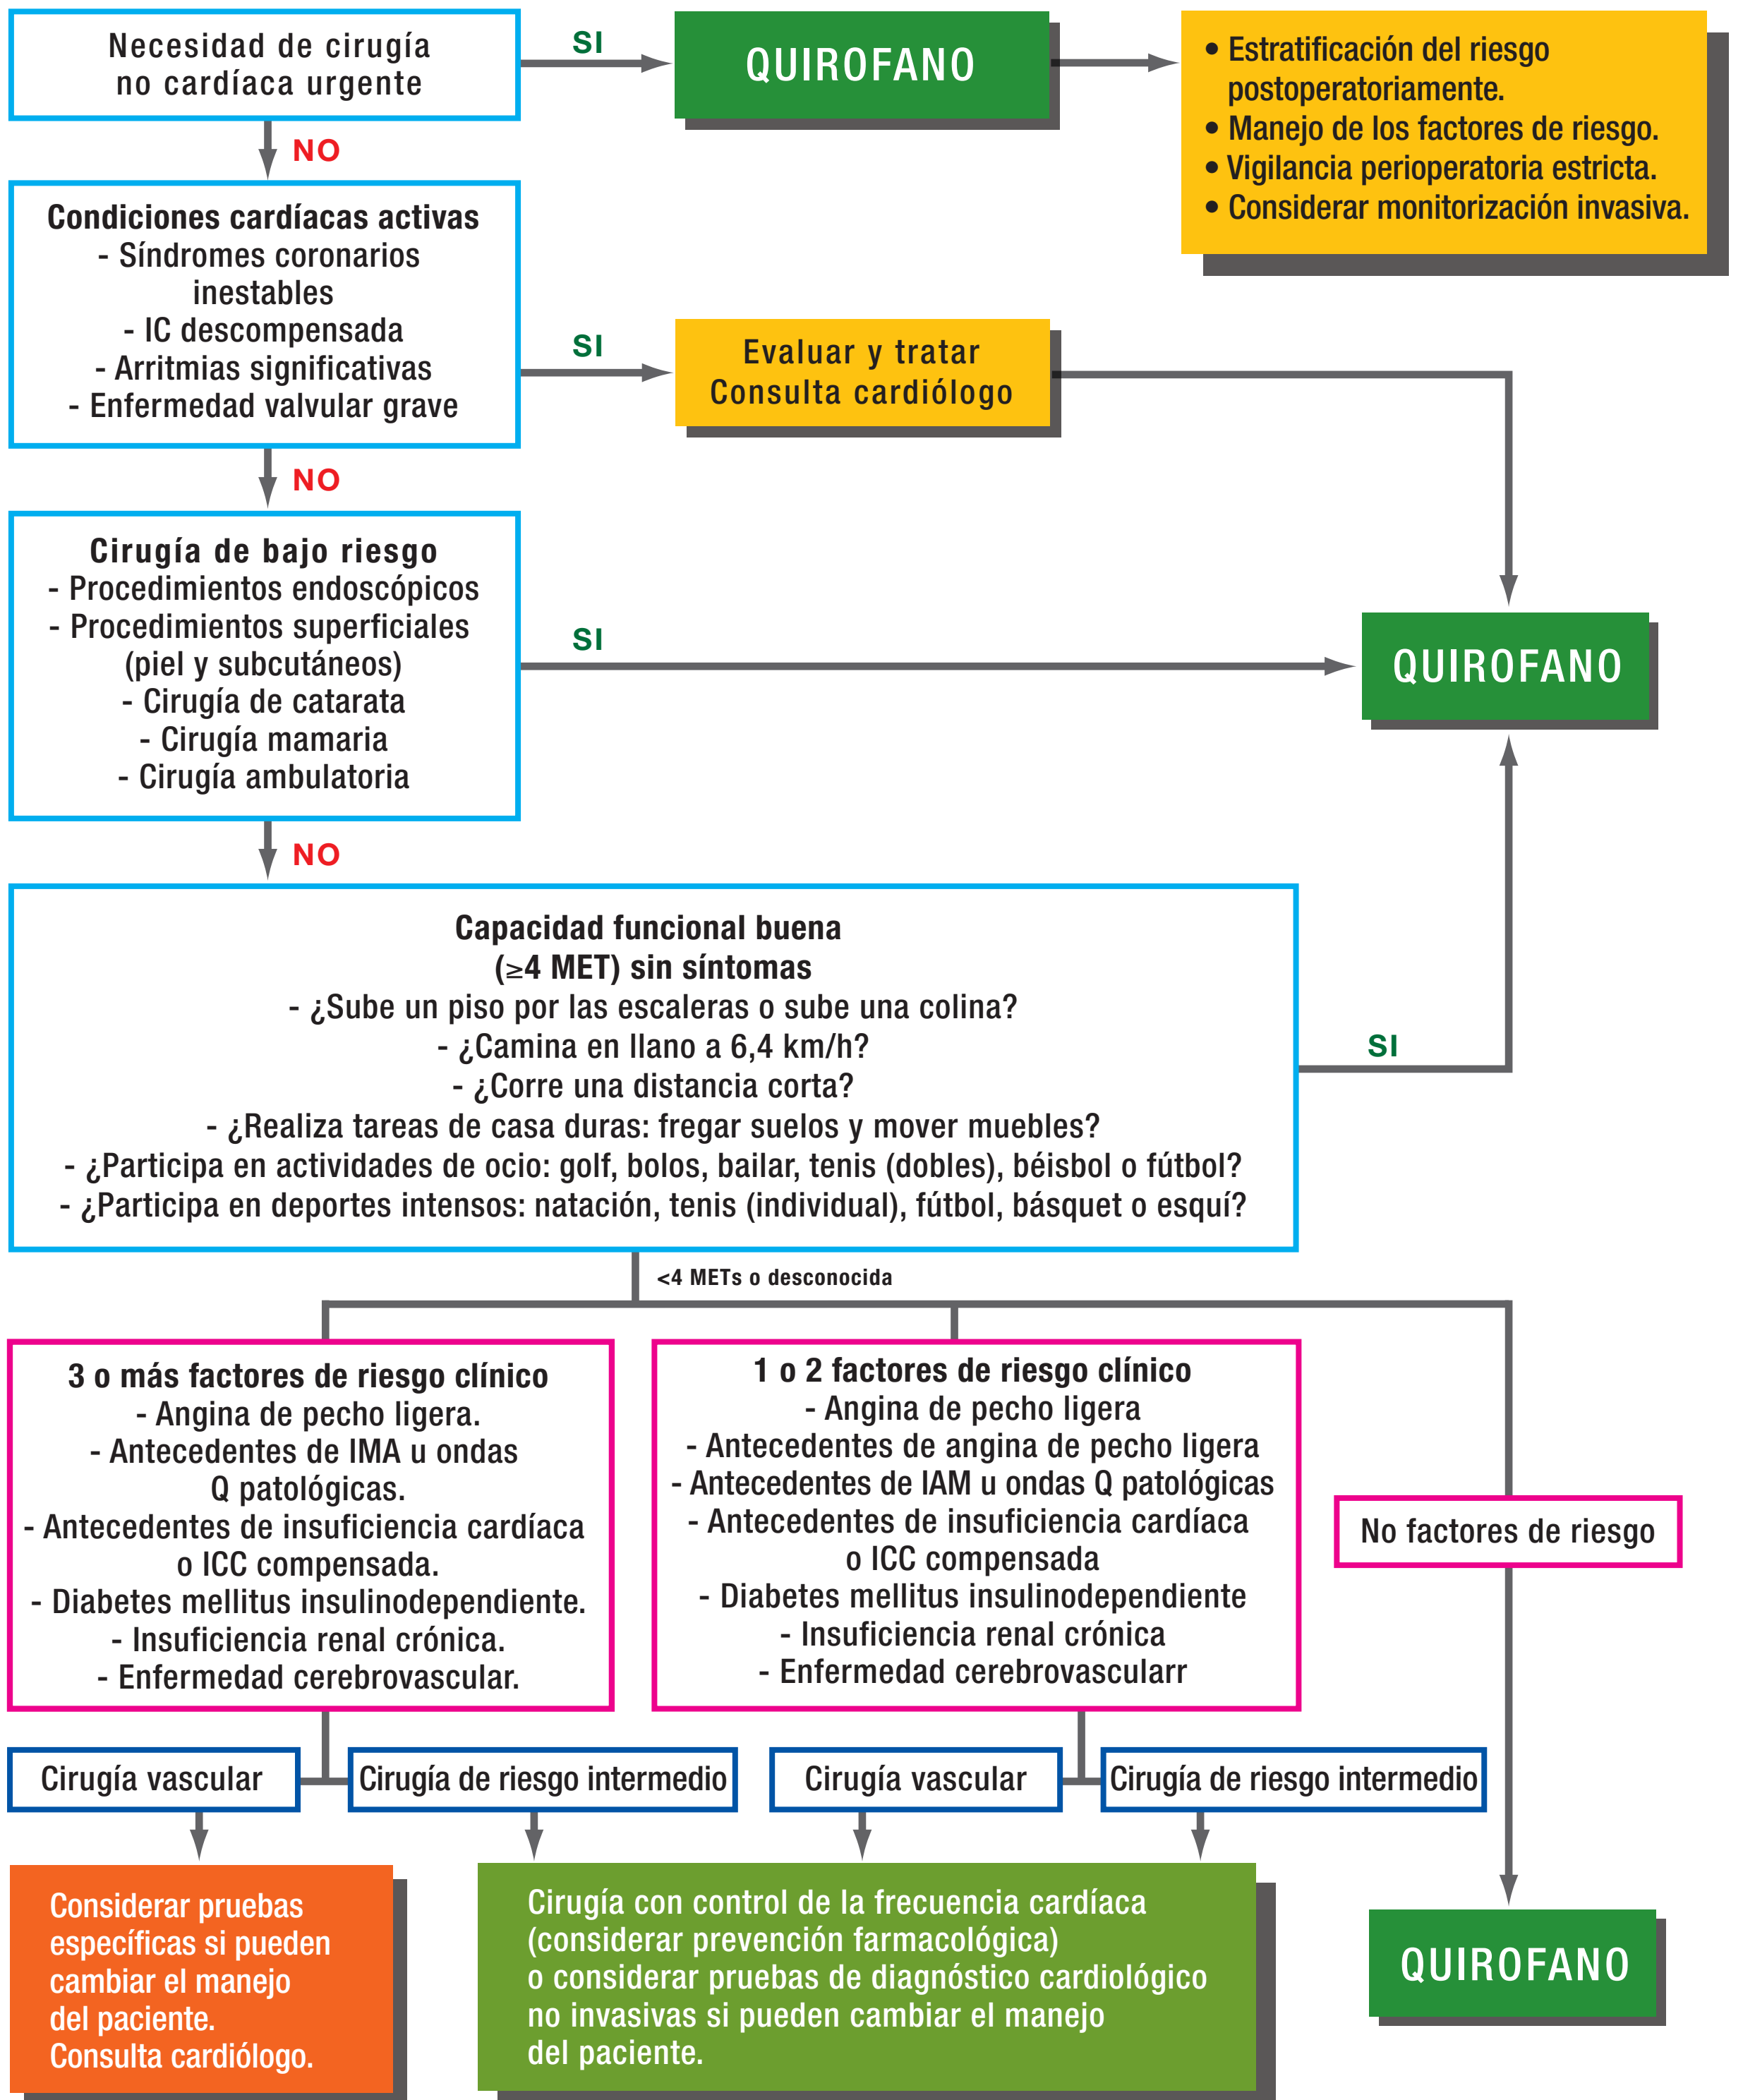 Necesidad de cirugía
no cardíaca urgente
SI
QUIROFANO
• Estratificación del riesgo
postoperatoriamente.
• Manejo de los factores de riesgo.
• Vigilancia perioperatoria estricta.
• Considerar monitorización invasiva.
NO
Condiciones cardíacas activas
- Síndromes coronarios
inestables
- IC descompensada
- Arritmias significativas
- Enfermedad valvular grave
SI
Evaluar y tratar
Consulta cardiólogo
NO
Cirugía de bajo riesgo
- Procedimientos endoscópicos
- Procedimientos superficiales
(piel y subcutáneos)
- Cirugía de catarata
- Cirugía mamaria
- Cirugía ambulatoria
SI
QUIROFANO
NO
Capacidad funcional buena
(≥4 MET) sin síntomas
- ¿Sube un piso por las escaleras o sube una colina?
- ¿Camina en llano a 6,4 km/h?
- ¿Corre una distancia corta?
- ¿Realiza tareas de casa duras: fregar suelos y mover muebles?
- ¿Participa en actividades de ocio: golf, bolos, bailar, tenis (dobles), béisbol o fútbol?
- ¿Participa en deportes intensos: natación, tenis (individual), fútbol, básquet o esquí?
SI
<4 METs o desconocida
3 o más factores de riesgo clínico
- Angina de pecho ligera.
- Antecedentes de IMA u ondas
Q patológicas.
- Antecedentes de insuficiencia cardíaca
o ICC compensada.
- Diabetes mellitus insulinodependiente.
- Insuficiencia renal crónica.
- Enfermedad cerebrovascular.
1 o 2 factores de riesgo clínico
- Angina de pecho ligera
- Antecedentes de angina de pecho ligera
- Antecedentes de IAM u ondas Q patológicas
- Antecedentes de insuficiencia cardíaca
o ICC compensada
- Diabetes mellitus insulinodependiente
- Insuficiencia renal crónica
- Enfermedad cerebrovascularr
No factores de riesgo
Cirugía vascular
Cirugía de riesgo intermedio
Cirugía vascular
Cirugía de riesgo intermedio
Considerar pruebas
específicas si pueden
cambiar el manejo
del paciente.
Consulta cardiólogo.
Cirugía con control de la frecuencia cardíaca
(considerar prevención farmacológica)
o considerar pruebas de diagnóstico cardiológico
no invasivas si pueden cambiar el manejo
del paciente.
QUIROFANO